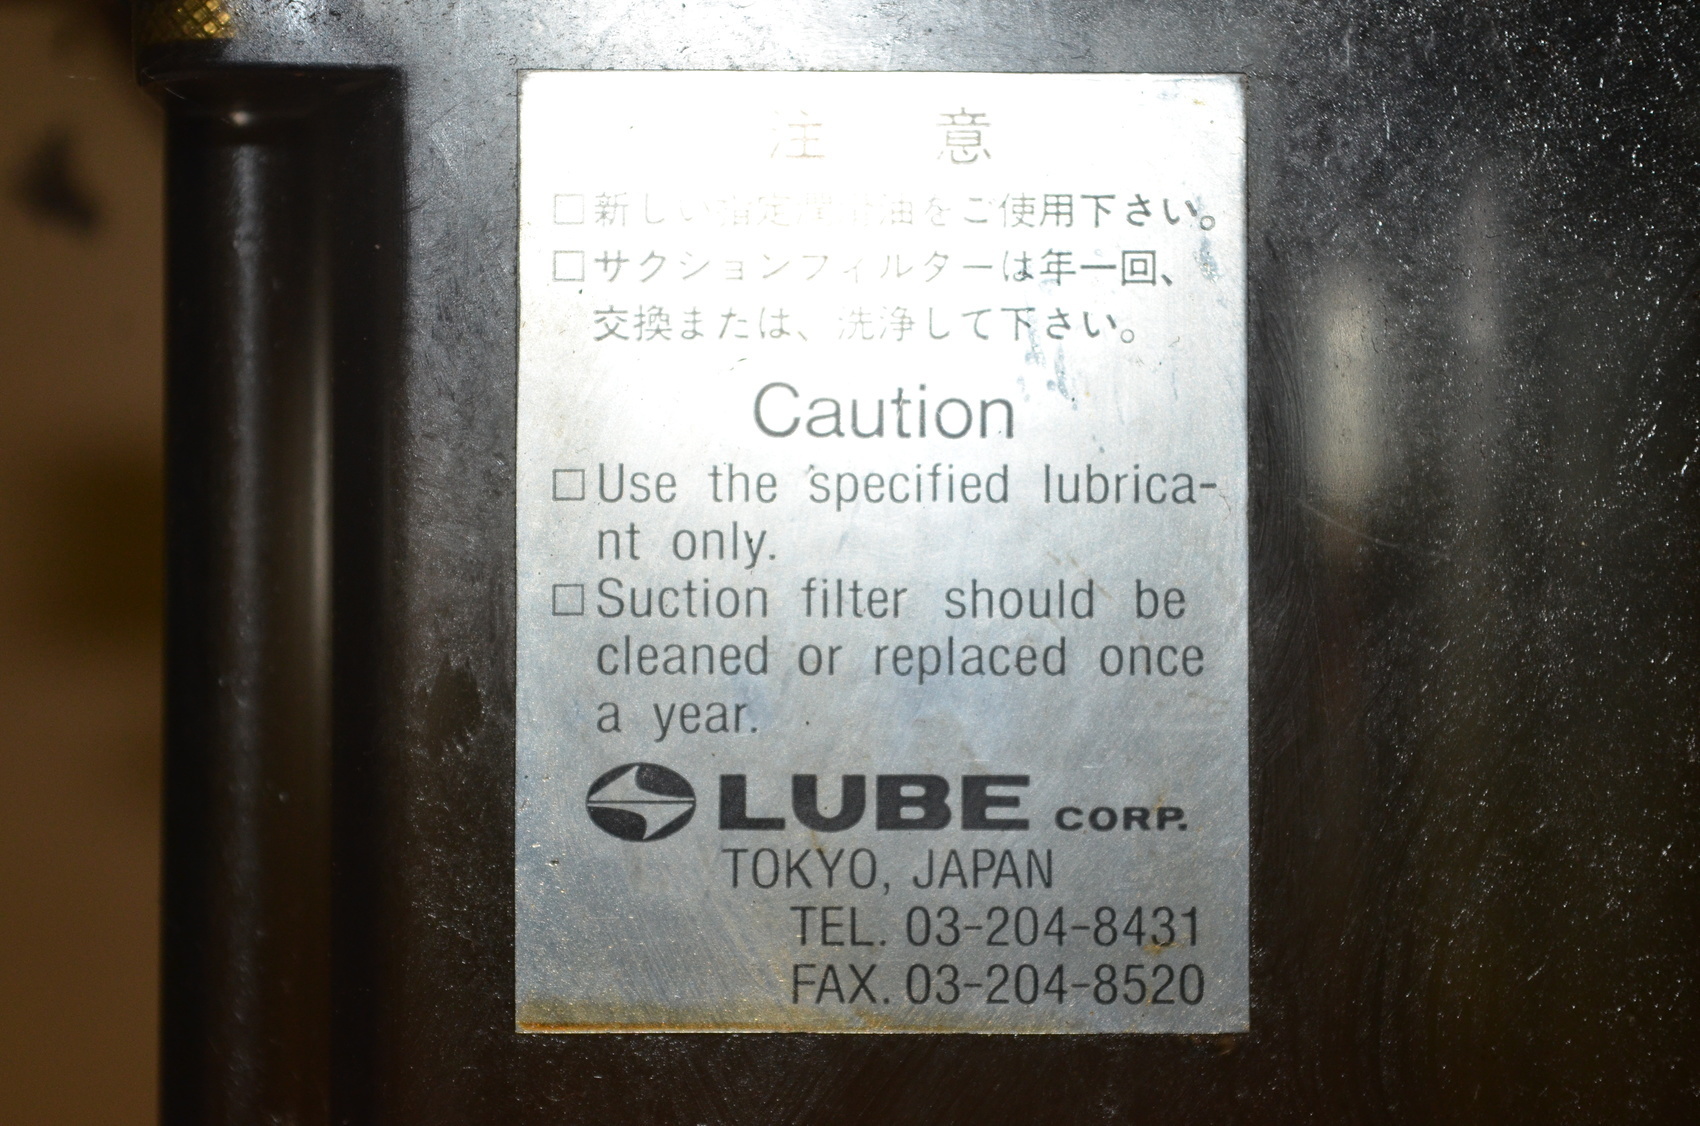 注 意
□新しい指定潤滑油をご使用下さい。
□サクションフィルターは年一回、
交換または、洗浄して下さい。
Caution
□Use the specified lubrica-
nt only.
□Suction filter should be
cleaned or replaced once
a year.
LUBE CORP.
TOKYO, JAPAN
TEL. 03-204-8431
FAX. 03-204-8520